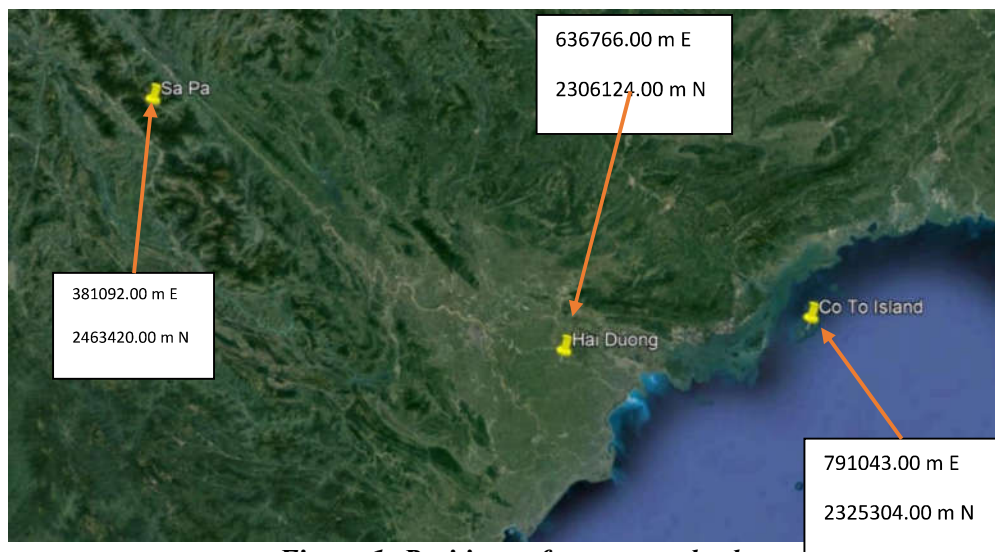 636766.00 m E
2306124.00 m N
Sa Pa
381092.00 m E
2463420.00 m N
Co To Island
Hai Duong
791043.00 m E
2325304.00 m N